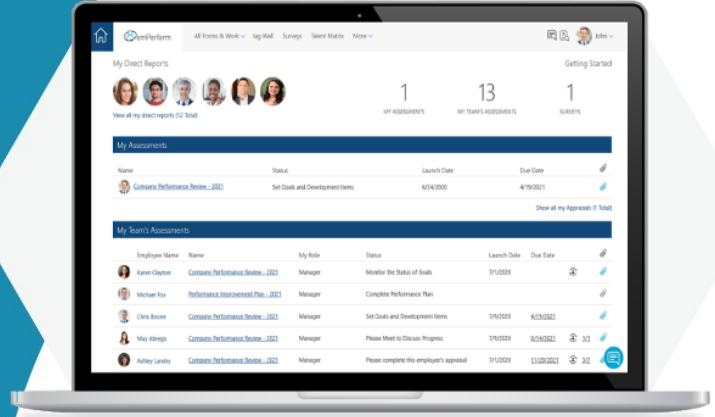 emPerform All Forms & Work tag Wall Surveys Talent Matrix More John
My Direct Reports Getting Started
1 13 1
MY ASSESSMENTS MY TEAM'S ASSESSMENTS SURVEYS
View all my direct reports (12 Total)
My Assessments
Name Status Launch Date Due Date
Company Performance Review - 2021 Set Goals and Development Items 6/24/2020 4/19/2021
Show all my Appraisals (1 Total)
My Team's Assessments
Employee Name Name My Role Status Launch Date Due Date
Karen Clayton Company Performance Review - 2021 Manager Monitor the Status of Goals 7/1/2020
Michael Fox Performance Improvement Plan - 2021 Manager Complete Performance Plan
Chris Boone Company Performance Review - 2021 Manager Set Goals and Development Items 7/9/2020 4/13/2021
May Abrego Company Performance Review - 2021 Manager Please Meet to Discuss Progress 7/9/2020 9/14/2021
Ashley Landry Company Performance Review - 2021 Manager Please complete this employee's appraisal 7/1/2020 11/20/2021